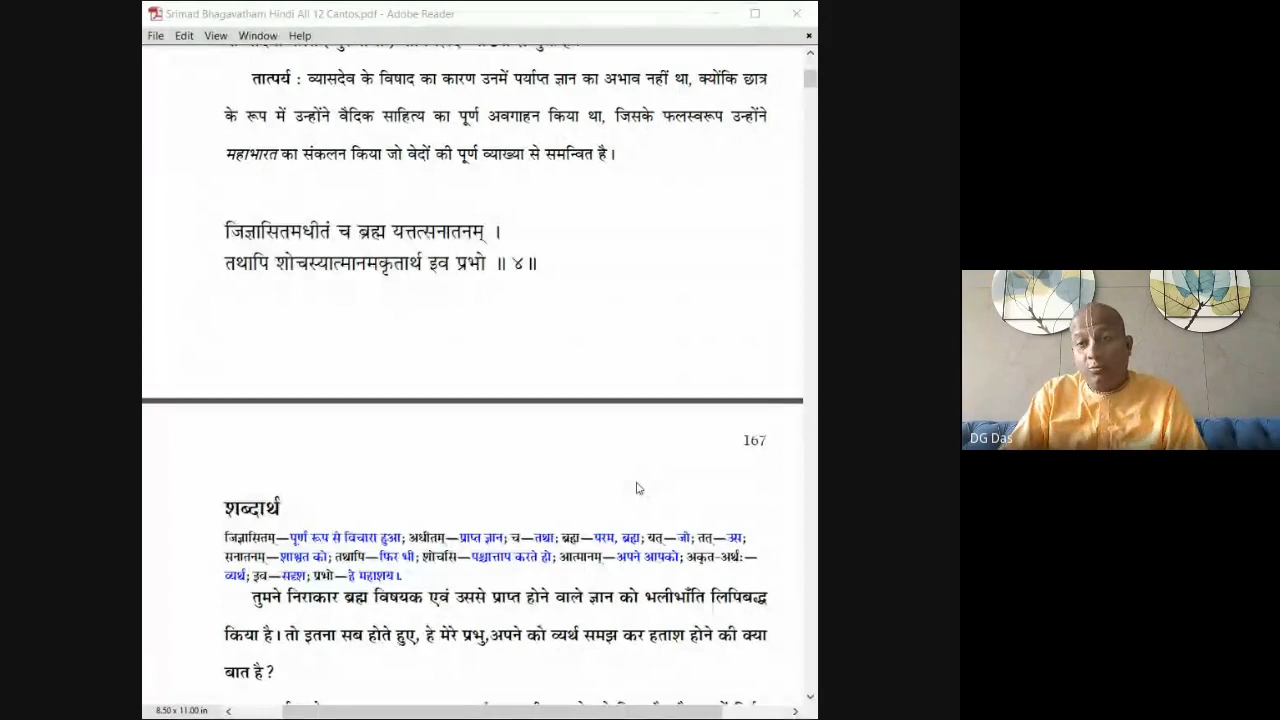 Srimad Bhagavatham Hindi All 12 Cantos.pdf - Adobe Reader
File Edit View Window Help
तात्पर्य : व्यासदेव के विषाद का कारण उनमें पर्याप्त ज्ञान का अभाव नहीं था, क्योंकि छात्र
के रूप में उन्होंने वैदिक साहित्य का पूर्ण अवगाहन किया था, जिसके फलस्वरूप उन्होंने
महाभारत का संकलन किया जो वेदों की पूर्ण व्याख्या से समन्वित है।
जिज्ञासितमधीतं च ब्रह्म यत्तत्सनातनम् ।
तथापि शोचस्यात्मानमकृतार्थ इव प्रभो ॥ ४॥
167
शब्दार्थ
जिज्ञासितम्—पूर्ण रूप से विचारा हुआ; अधीतम्—प्राप्त ज्ञान; च—तथा; ब्रह्म—परम, ब्रह्म; यत्—जो; तत्—उस;
सनातनम्—शाश्वत को; तथापि—फिर भी; शोचसि—पश्चात्ताप करते हो; आत्मानम्—अपने आपको; अकृत-अर्थः—
व्यर्थ; इव—सदृश; प्रभो—हे महाशय।
तुमने निराकार ब्रह्म विषयक एवं उससे प्राप्त होने वाले ज्ञान को भलीभाँति लिपिबद्ध
किया है। तो इतना सब होते हुए, हे मेरे प्रभु,अपने को व्यर्थ समझ कर हताश होने की क्या
बात है?
8.50 x 11.00 in
DG Das